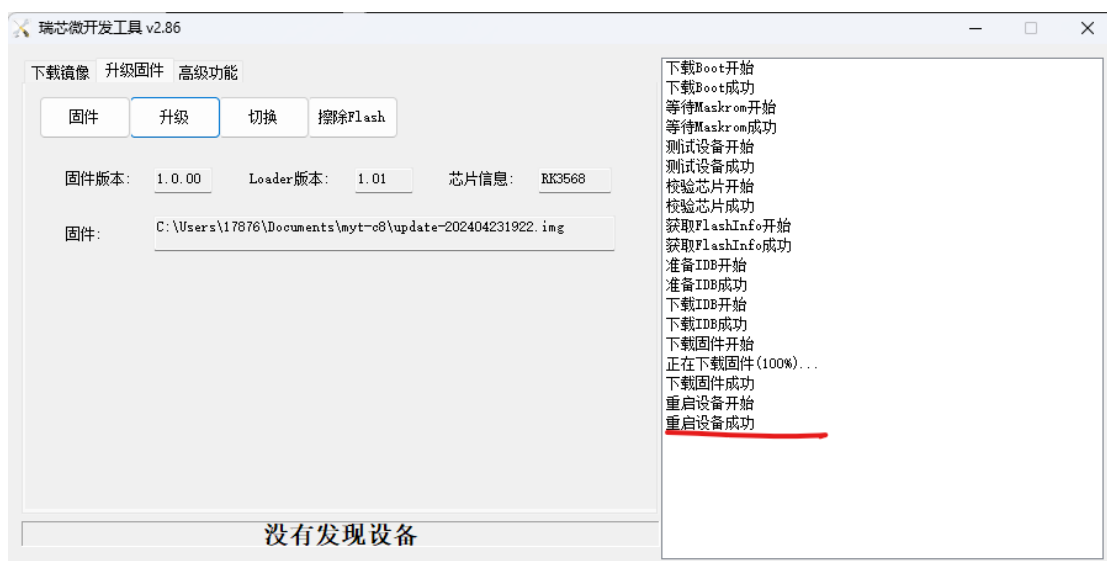 瑞芯微开发工具 v2.86
下载镜像 升级固件 高级功能
固件 升级 切换 擦除Flash
固件版本: 1.0.00 Loader版本: 1.01 芯片信息: RK3568
固件: C:\Users\17876\Documents\myt-c8\update-202404231922.img
没有发现设备
下载Boot开始
下载Boot成功
等待Maskrom开始
等待Maskrom成功
测试设备开始
测试设备成功
校验芯片开始
校验芯片成功
获取FlashInfo开始
获取FlashInfo成功
准备IDB开始
准备IDB成功
下载IDB开始
下载IDB成功
下载固件开始
正在下载固件(100%)...
下载固件成功
重启设备开始
重启设备成功